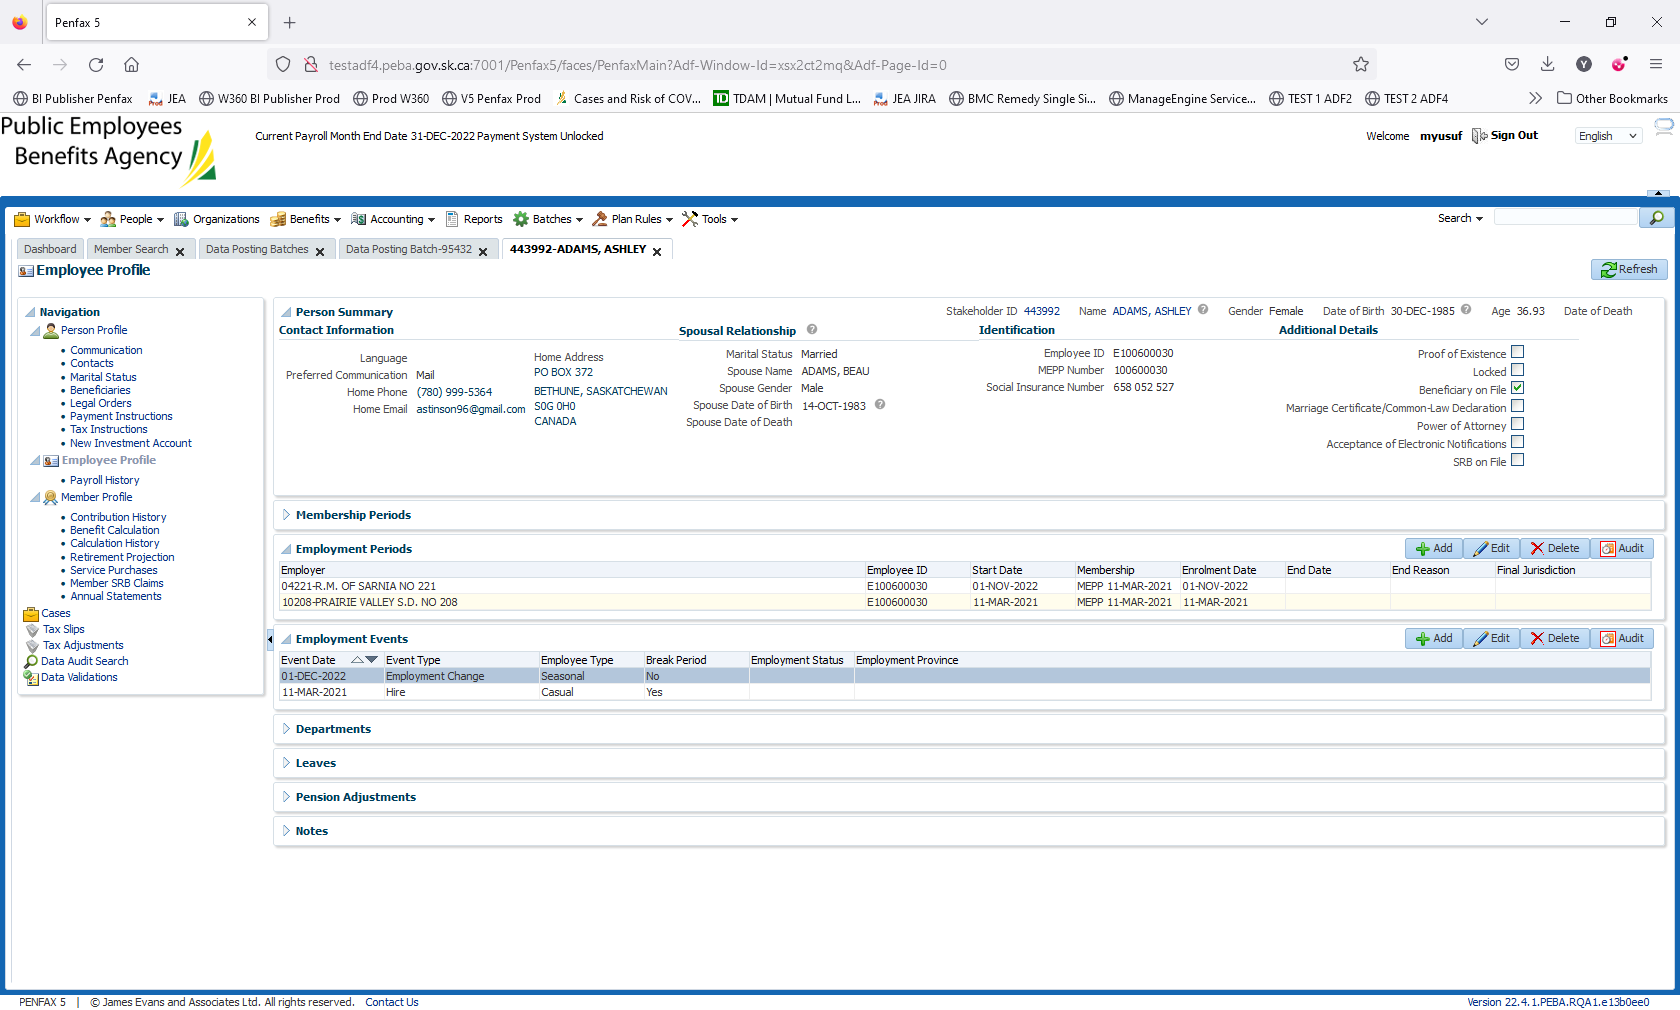 Penfax 5
testadf4.peba.gov.sk.ca:7001/Penfax5/faces/PenfaxMain?Adf-Window-Id=xsx2ct2mq&Adf-Page-Id=0
BI Publisher Penfax JEA W360 BI Publisher Prod Prod W360 V5 Penfax Prod Cases and Risk of COV... TDAM | Mutual Fund L... JEA JIRA BMC Remedy Single Si... ManageEngine Service... TEST 1 ADF2 TEST 2 ADF4 Other Bookmarks
Public Employees
Benefits Agency
Current Payroll Month End Date 31-DEC-2022 Payment System Unlocked
Welcome myusuf Sign Out English
Workflow People Organizations Benefits Accounting Reports Batches Plan Rules Tools Search
Dashboard Member Search Data Posting Batches Data Posting Batch-95432 443992-ADAMS, ASHLEY
Employee Profile
Refresh
Navigation
Person Profile
Communication
Contacts
Marital Status
Beneficiaries
Legal Orders
Payment Instructions
Tax Instructions
New Investment Account
Employee Profile
Payroll History
Member Profile
Contribution History
Benefit Calculation
Calculation History
Retirement Projection
Service Purchases
Member SRB Claims
Annual Statements
Cases
Tax Slips
Tax Adjustments
Data Audit Search
Data Validations
Person Summary
Stakeholder ID 443992 Name ADAMS, ASHLEY Gender Female Date of Birth 30-DEC-1985 Age 36.93 Date of Death
Contact Information
Language
Preferred Communication Mail
Home Phone (780) 999-5364
Home Email astinson96@gmail.com
Home Address
PO BOX 372
BETHUNE, SASKATCHEWAN
S0G 0H0
CANADA
Spousal Relationship
Marital Status Married
Spouse Name ADAMS, BEAU
Spouse Gender Male
Spouse Date of Birth 14-OCT-1983
Spouse Date of Death
Identification
Employee ID E100600030
MEPP Number 100600030
Social Insurance Number 658 052 527
Additional Details
Proof of Existence
Locked
Beneficiary on File
Marriage Certificate/Common-Law Declaration
Power of Attorney
Acceptance of Electronic Notifications
SRB on File
Membership Periods
Employment Periods
Add Edit Delete Audit
Employer Employee ID Start Date Membership Enrolment Date End Date End Reason Final Jurisdiction
04221-R.M. OF SARNIA NO 221 E100600030 01-NOV-2022 MEPP 11-MAR-2021 01-NOV-2022
10208-PRAIRIE VALLEY S.D. NO 208 E100600030 11-MAR-2021 MEPP 11-MAR-2021 11-MAR-2021
Employment Events
Add Edit Delete Audit
Event Date Event Type Employee Type Break Period Employment Status Employment Province
01-DEC-2022 Employment Change Seasonal No
11-MAR-2021 Hire Casual Yes
Departments
Leaves
Pension Adjustments
Notes
PENFAX 5 | © James Evans and Associates Ltd. All rights reserved. Contact Us
Version 22.4.1.PEBA.RQA1.e13b0ee0